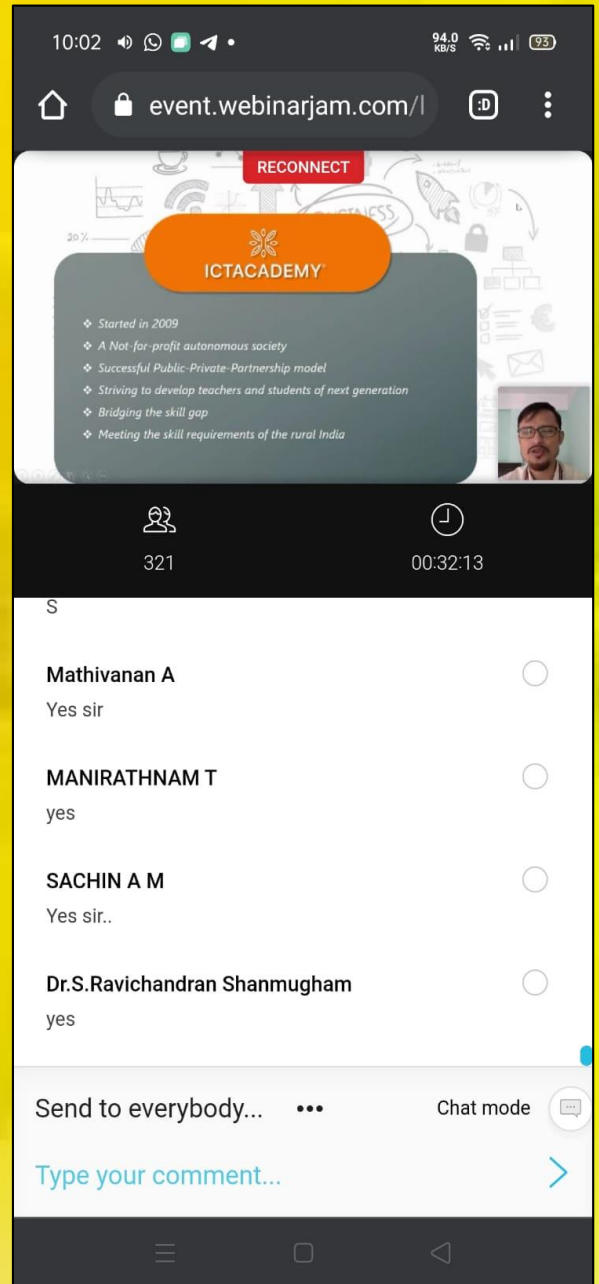 10:02
94.0
KB/S
93
event.webinarjam.com/l
:D
RECONNECT
20%
ICTACADEMY
❖ Started in 2009
❖ A Not-for-profit autonomous society
❖ Successful Public-Private-Partnership model
❖ Striving to develop teachers and students of next generation
❖ Bridging the skill gap
❖ Meeting the skill requirements of the rural India
321
00:32:13
S
Mathivanan A
Yes sir
MANIRATHNAM T
yes
SACHIN A M
Yes sir..
Dr.S.Ravichandran Shanmugham
yes
Send to everybody... •••
Chat mode
Type your comment...